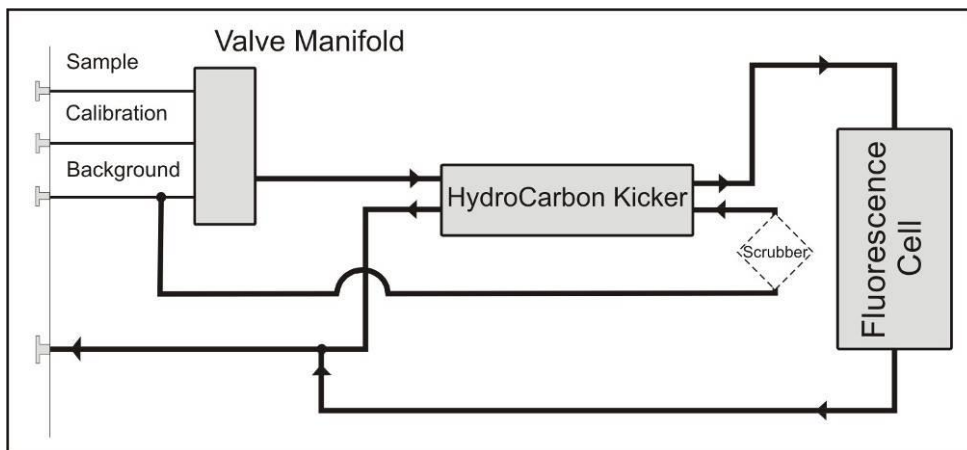 Valve Manifold
Sample
Calibration
Background
HydroCarbon Kicker
Scrubber
Fluorescence
Cell